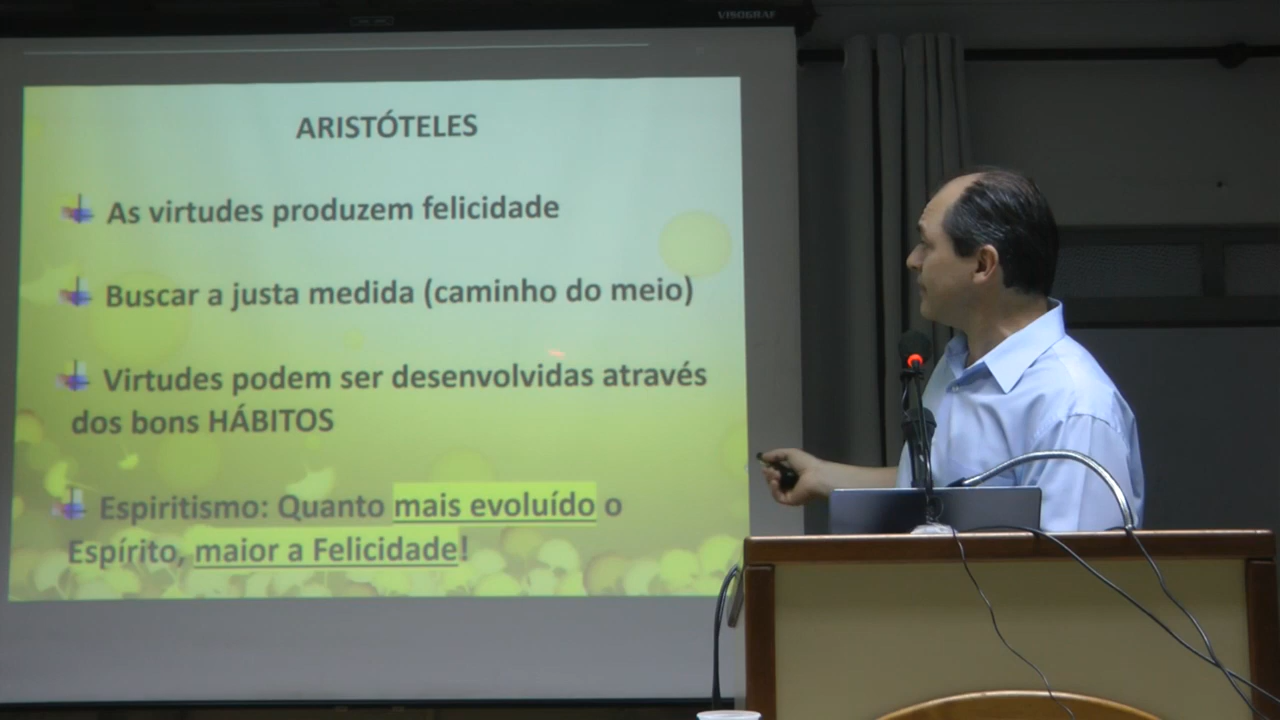 VISOGRAF
ARISTÓTELES
As virtudes produzem felicidade
Buscar a justa medida (caminho do meio)
Virtudes podem ser desenvolvidas através
dos bons HÁBITOS
Espiritismo: Quanto mais evoluído o
Espírito, maior a Felicidade!